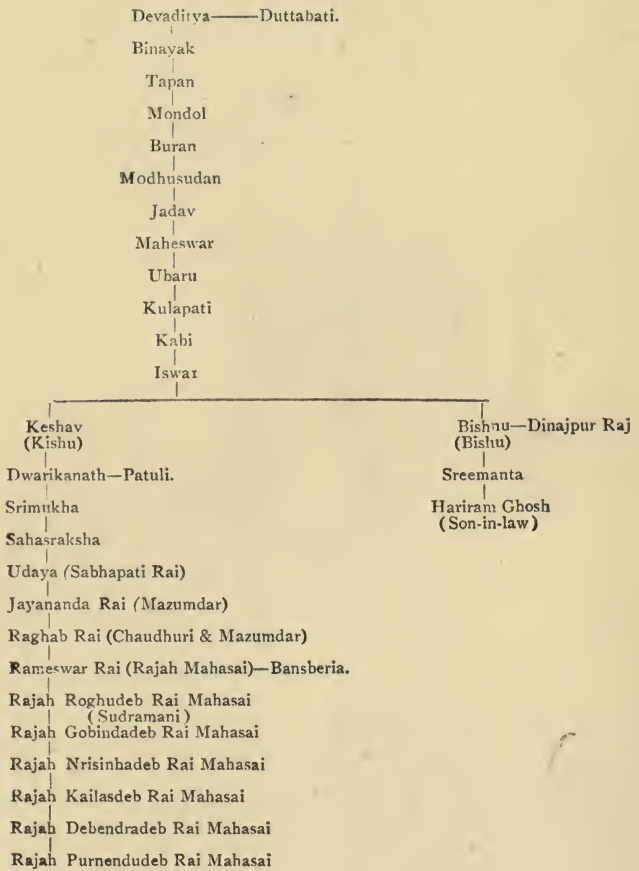 Devaditya——Duttabati.
Binayak
Tapan
Mondol
Buran
Modhusudan
Jadav
Maheswar
Ubaru
Kulapati
Kabi
Iswar
Keshav
(Kishu)
Bishnu—Dinajpur Raj
(Bishu)
Dwarikanath—Patuli.
Sreemanta
Srimukha
Hariram Ghosh
(Son-in-law)
Sahasraksha
Udaya (Sabhapati Rai)
Jayananda Rai (Mazumdar)
Raghab Rai (Chaudhuri & Mazumdar)
Rameswar Rai (Rajah Mahasai)—Bansberia.
Rajah Roghudeb Rai Mahasai
(Sudramani)
Rajah Gobindadeb Rai Mahasai
Rajah Nrisinhadeb Rai Mahasai
Rajah Kailasdeb Rai Mahasai
Rajah Debendradeb Rai Mahasai
Rajah Purnendudeb Rai Mahasai